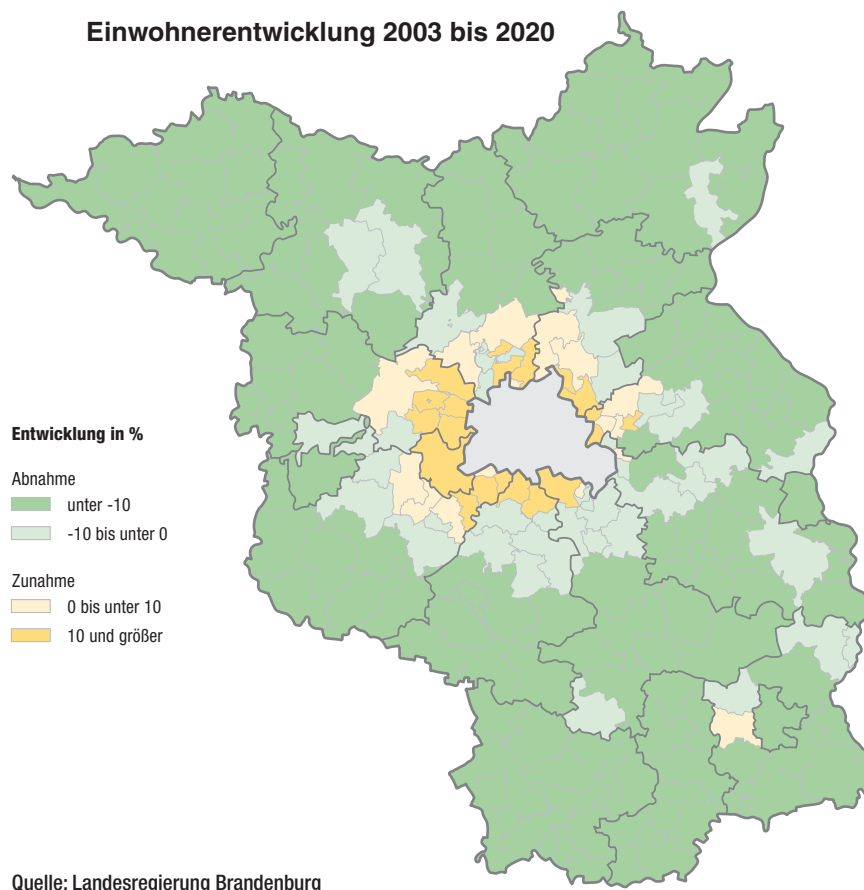 Einwohnerentwicklung 2003 bis 2020
Entwicklung in %
Abnahme
unter -10
-10 bis unter 0
Zunahme
0 bis unter 10
10 und größer
Quelle: Landesregierung Brandenburg